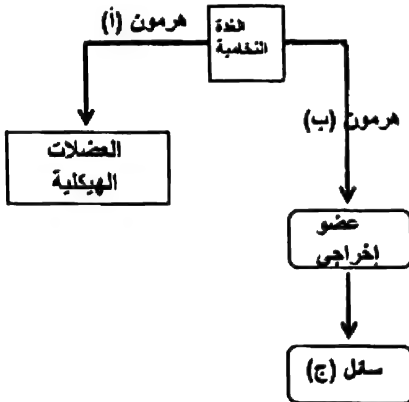 هرمون (أ)
الغدة
النخامية
هرمون (ب)
العضلات
الهيكلية
عضو
إخراجي
سائل (ج)